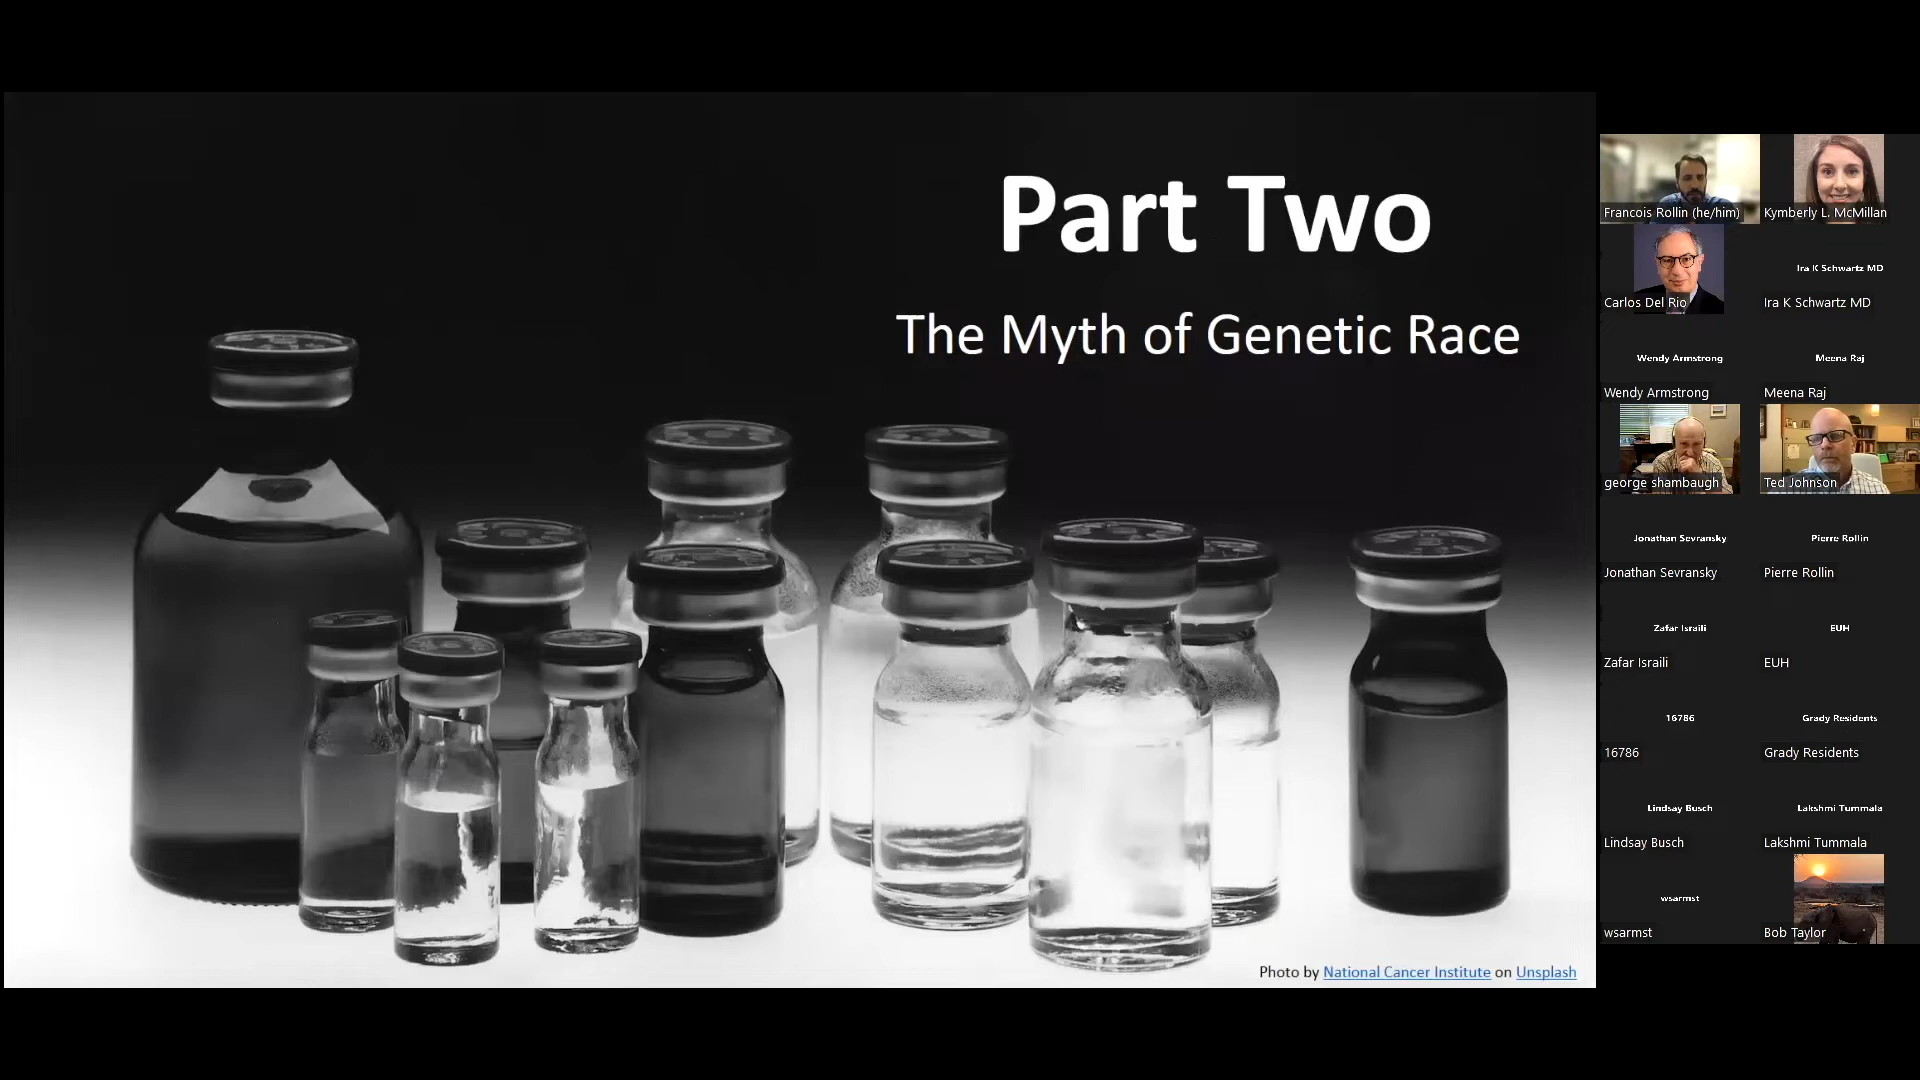 Part Two
The Myth of Genetic Race
Photo by National Cancer Institute on Unsplash
Francois Rollin (he/him)
Kymberly L. McMillan
Carlos Del Rio
Ira K Schwartz MD
Ira K Schwartz MD
Wendy Armstrong
Wendy Armstrong
Meena Raj
Meena Raj
george shambaugh
Ted Johnson
Jonathan Sevransky
Jonathan Sevransky
Pierre Rollin
Pierre Rollin
Zafar Israili
Zafar Israili
EUH
EUH
16786
16786
Grady Residents
Grady Residents
Lindsay Busch
Lindsay Busch
Lakshmi Tummala
Lakshmi Tummala
wsarmst
wsarmst
Bob Taylor